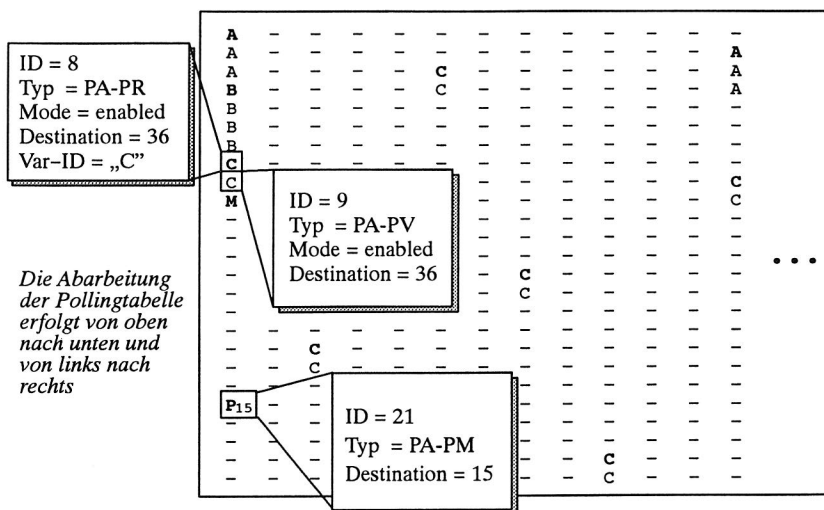 A - - - - - - - - - - - -
A - - - - - - - - - - - A
A - - - - C - - - - - - A
B - - - - C - - - - - - A
B - - - - - - - - - - - -
B - - - - - - - - - - - -
B - - - - - - - - - - - -
C - - - - - - - - - - - -
C - - - - - - C
M - - - - - - C
- - - - - - - -
- - - - - - - -
- - - - - - - -
- - C - - - - -
- - C - - - - -
- - - - - - - - - - - - -
- - - - - - - - - - - - -
- - C - - - - - - - - - -
- - C - - - - - - - - - -
- - - - - - - - -
P15 - - - - - - - -
- - - - - - - - -
- - - - - - - - -
- - - - - C - - -
- - - - - C - - -
...
ID = 8
Typ = PA-PR
Mode = enabled
Destination = 36
Var–ID = „C”
ID = 9
Typ = PA-PV
Mode = enabled
Destination = 36
Die Abarbeitung
der Pollingtabelle
erfolgt von oben
nach unten und
von links nach
rechts
ID = 21
Typ = PA-PM
Destination = 15